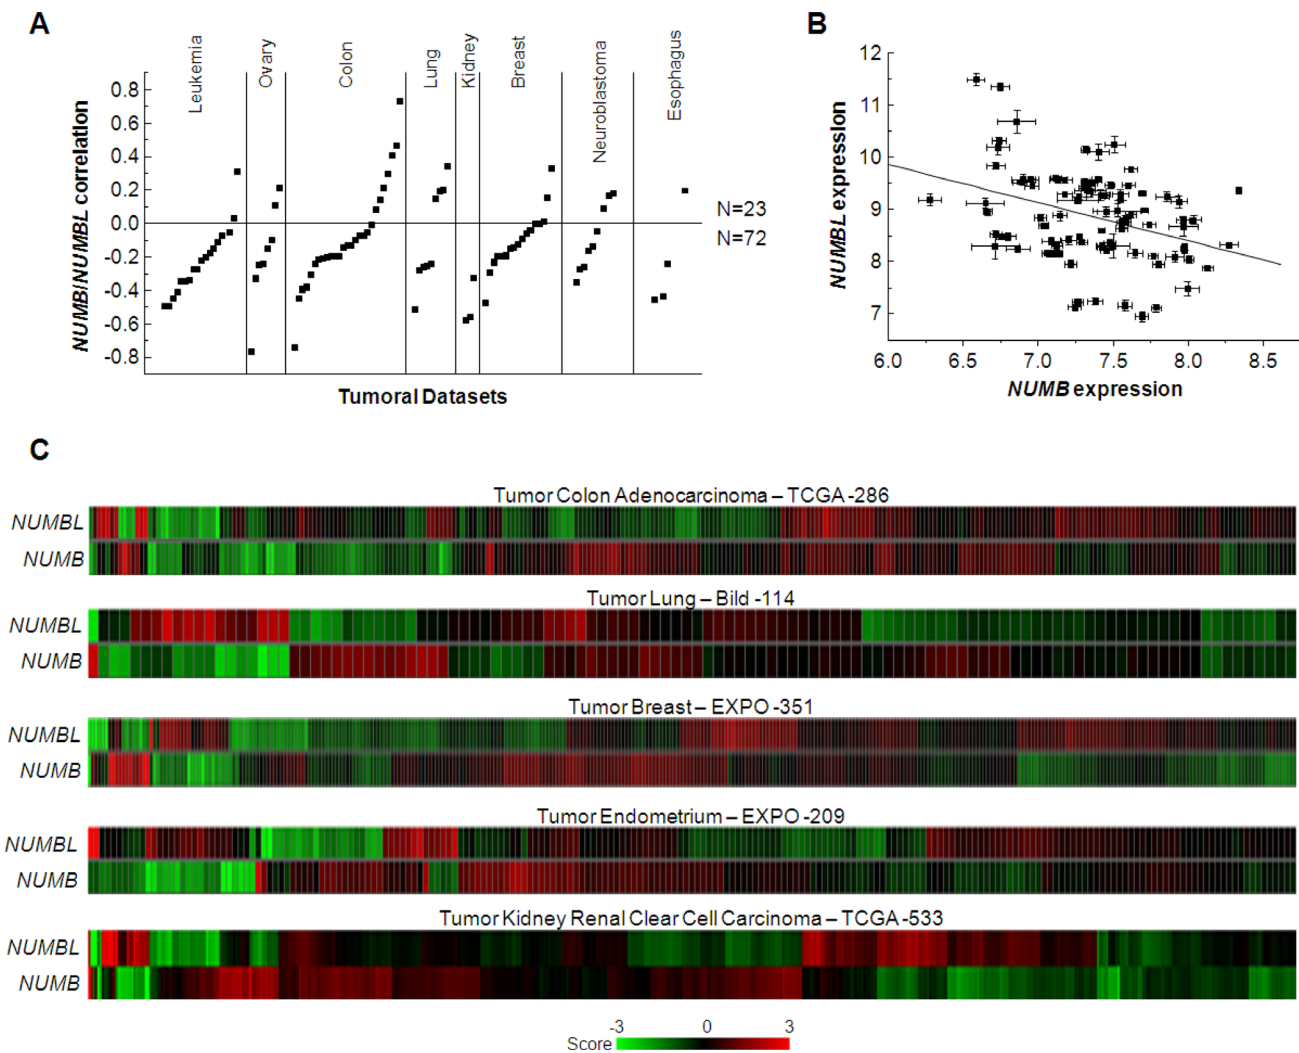 A
B
Leukemia
Ovary
Colon
Lung
Kidney
Breast
Neuroblastoma
Esophagus
NUMB/NUMBL correlation
0.8
0.6
0.4
0.2
0.0
-0.2
-0.4
-0.6
-0.8
N=23
N=72
Tumoral Datasets
NUMBL expression
12
11
10
9
8
7
6.0 6.5 7.0 7.5 8.0 8.5
NUMB expression
C
Tumor Colon Adenocarcinoma – TCGA -286
NUMBL
NUMB
Tumor Lung – Bild -114
NUMBL
NUMB
Tumor Breast – EXPO -351
NUMBL
NUMB
Tumor Endometrium – EXPO -209
NUMBL
NUMB
Tumor Kidney Renal Clear Cell Carcinoma – TCGA -533
NUMBL
NUMB
-3 0 3
Score